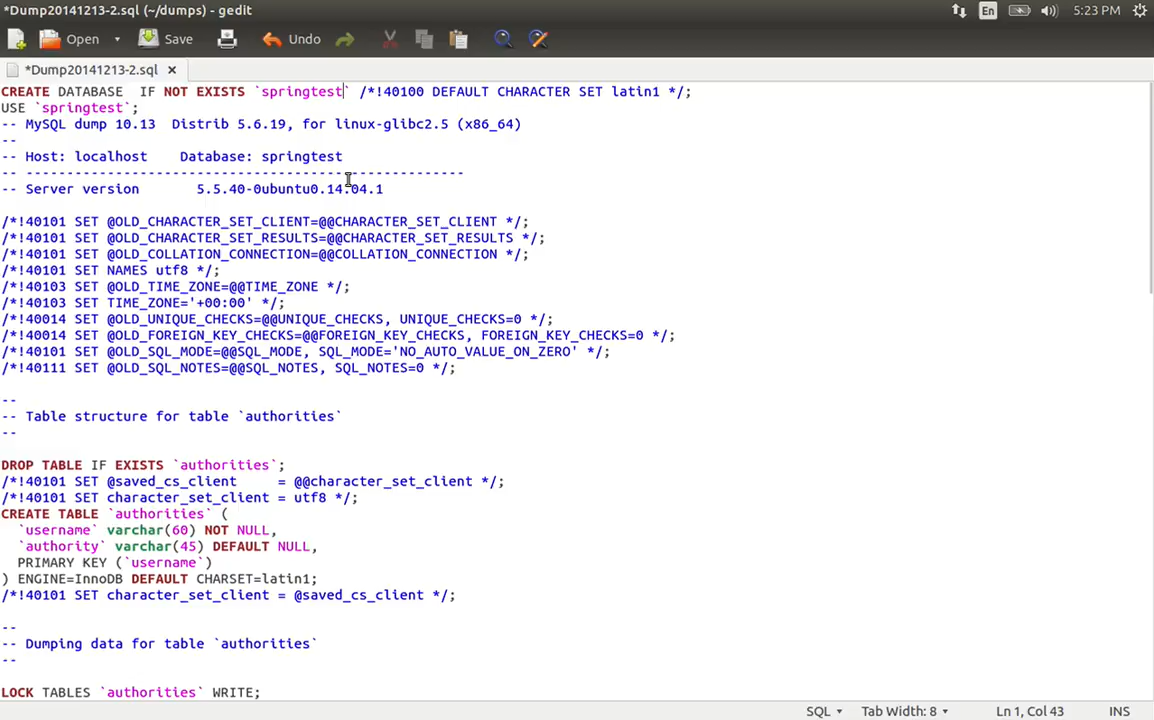 *Dump20141213-2.sql (~/dumps) - gedit
En
5:23 PM
Open
Save
Undo
*Dump20141213-2.sql
CREATE DATABASE  IF NOT EXISTS `springtest` /*!40100 DEFAULT CHARACTER SET latin1 */;
USE `springtest`;
-- MySQL dump 10.13  Distrib 5.6.19, for linux-glibc2.5 (x86_64)
--
-- Host: localhost    Database: springtest
-- ------------------------------------------------------
-- Server version       5.5.40-0ubuntu0.14.04.1
/*!40101 SET @OLD_CHARACTER_SET_CLIENT=@@CHARACTER_SET_CLIENT */;
/*!40101 SET @OLD_CHARACTER_SET_RESULTS=@@CHARACTER_SET_RESULTS */;
/*!40101 SET @OLD_COLLATION_CONNECTION=@@COLLATION_CONNECTION */;
/*!40101 SET NAMES utf8 */;
/*!40103 SET @OLD_TIME_ZONE=@@TIME_ZONE */;
/*!40103 SET TIME_ZONE='+00:00' */;
/*!40014 SET @OLD_UNIQUE_CHECKS=@@UNIQUE_CHECKS, UNIQUE_CHECKS=0 */;
/*!40014 SET @OLD_FOREIGN_KEY_CHECKS=@@FOREIGN_KEY_CHECKS, FOREIGN_KEY_CHECKS=0 */;
/*!40101 SET @OLD_SQL_MODE=@@SQL_MODE, SQL_MODE='NO_AUTO_VALUE_ON_ZERO' */;
/*!40111 SET @OLD_SQL_NOTES=@@SQL_NOTES, SQL_NOTES=0 */;
--
-- Table structure for table `authorities`
--
DROP TABLE IF EXISTS `authorities`;
/*!40101 SET @saved_cs_client     = @@character_set_client */;
/*!40101 SET character_set_client = utf8 */;
CREATE TABLE `authorities` (
  `username` varchar(60) NOT NULL,
  `authority` varchar(45) DEFAULT NULL,
  PRIMARY KEY (`username`)
) ENGINE=InnoDB DEFAULT CHARSET=latin1;
/*!40101 SET character_set_client = @saved_cs_client */;
--
-- Dumping data for table `authorities`
--
LOCK TABLES `authorities` WRITE;
SQL
Tab Width: 8
Ln 1, Col 43
INS